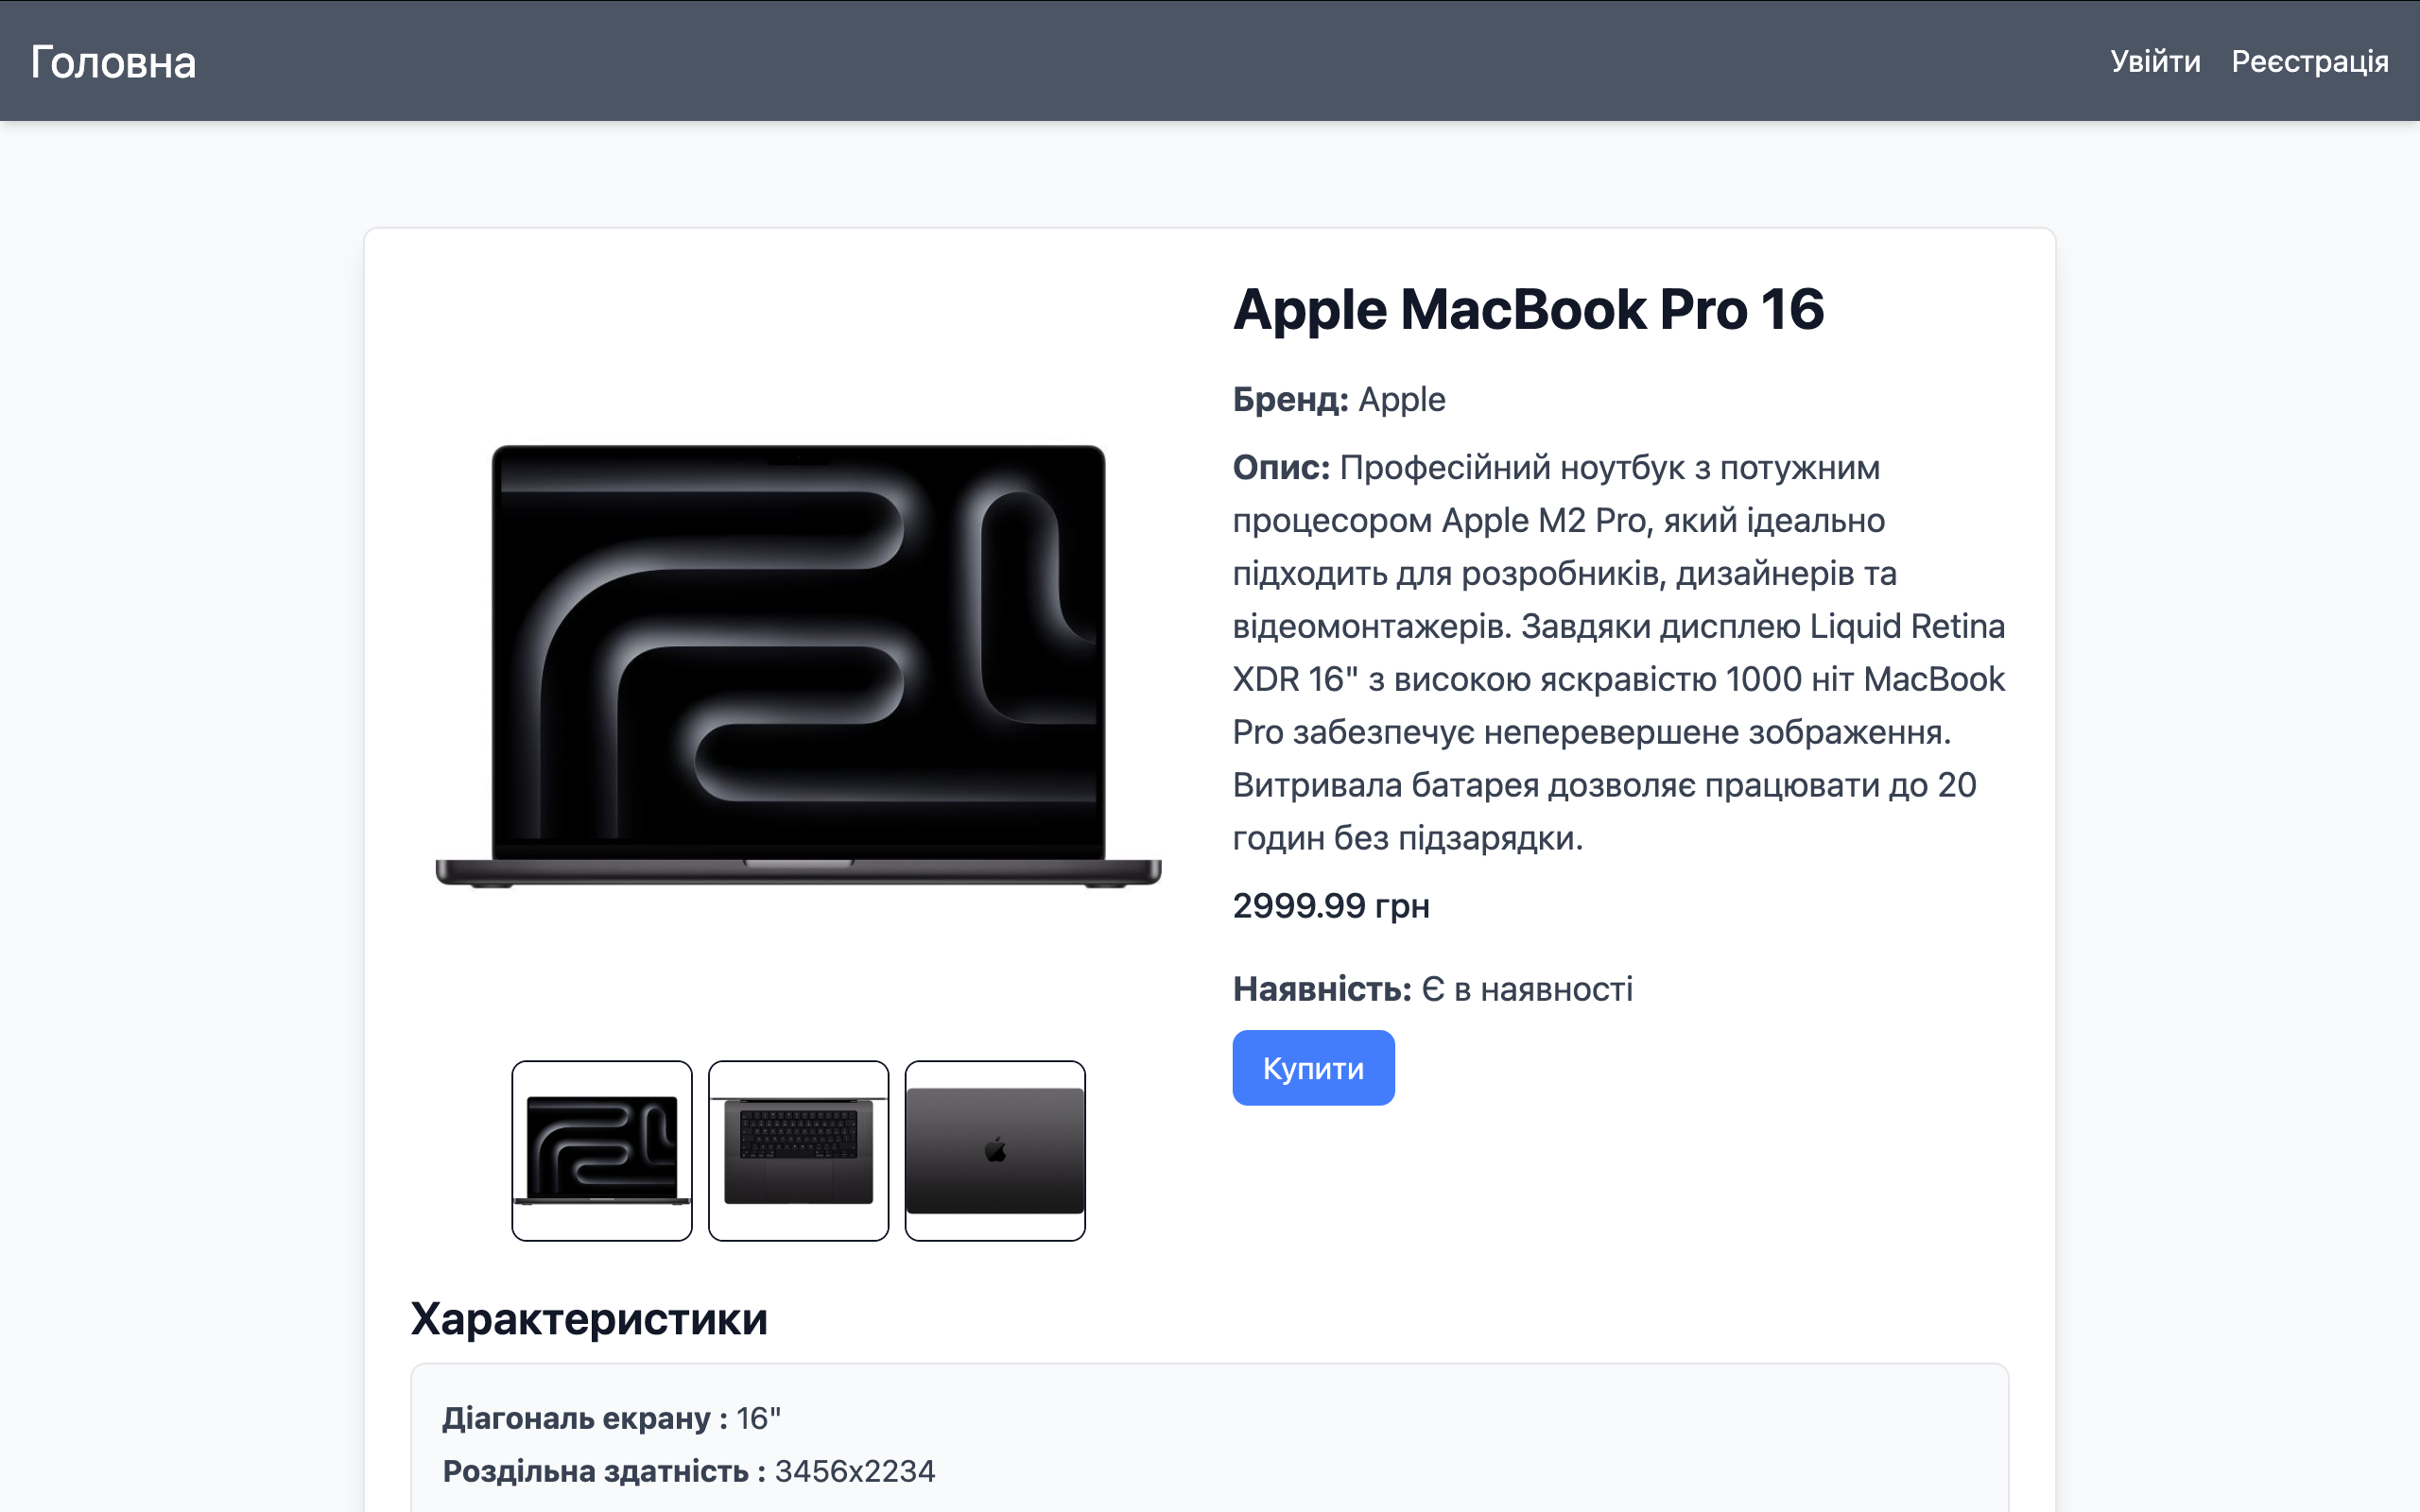 Головна
Увійти Реєстрація
Apple MacBook Pro 16
Бренд: Apple
Опис: Професійний ноутбук з потужним
процесором Apple M2 Pro, який ідеально
підходить для розробників, дизайнерів та
відеомонтажерів. Завдяки дисплею Liquid Retina
XDR 16" з високою яскравістю 1000 ніт MacBook
Pro забезпечує неперевершене зображення.
Витривала батарея дозволяє працювати до 20
годин без підзарядки.
2999.99 грн
Наявність: Є в наявності
Купити
Характеристики
Діагональ екрану : 16"
Роздільна здатність : 3456x2234